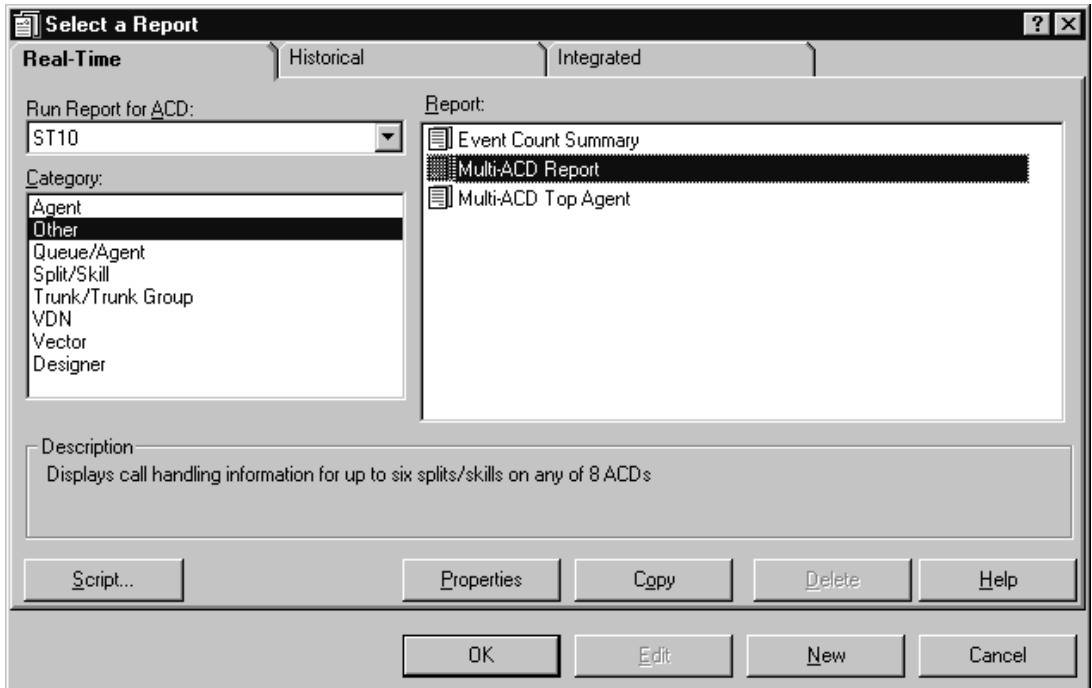 Select a Report
Real-Time
Historical
Integrated
Run Report for ACD:
ST10
Category:
Agent
Other
Queue/Agent
Split/Skill
Trunk/Trunk Group
VDN
Vector
Designer
Report:
Event Count Summary
Multi-ACD Report
Multi-ACD Top Agent
Description
Displays call handling information for up to six splits/skills on any of 8 ACDs
Script...
Properties
Copy
Delete
Help
OK
Edit
New
Cancel